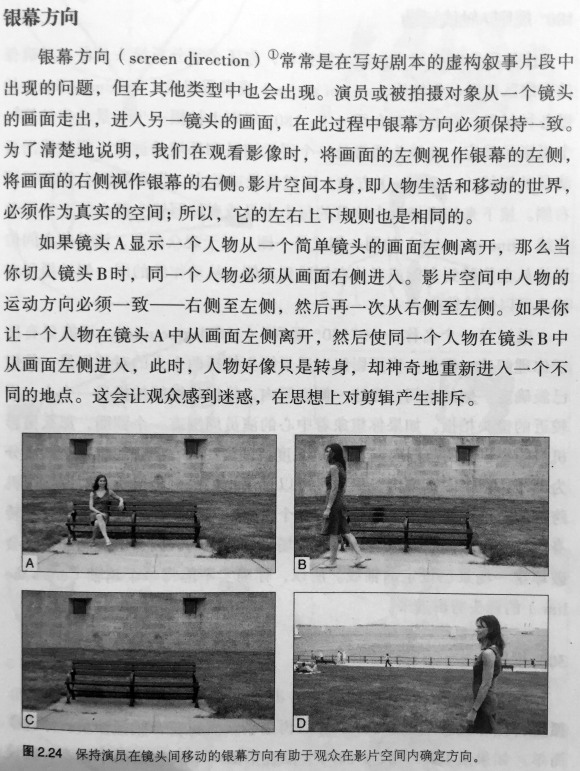 银幕方向
银幕方向（screen direction）①常常是在写好剧本的虚构叙事片段中
出现的问题，但在其他类型中也会出现。演员或被拍摄对象从一个镜头
的画面走出，进入另一镜头的画面，在此过程中银幕方向必须保持一致。
为了清楚地说明，我们在观看影像时，将画面的左侧视作银幕的左侧，
将画面的右侧视作银幕的右侧。影片空间本身，即人物生活和移动的世界，
必须作为真实的空间；所以，它的左右上下规则也是相同的。
如果镜头A显示一个人物从一个简单镜头的画面左侧离开，那么当
你切入镜头B时，同一个人物必须从画面右侧进入。影片空间中人物的
运动方向必须一致——右侧至左侧，然后再一次从右侧至左侧。如果你
让一个人物在镜头A中从画面左侧离开，然后使同一个人物在镜头B中
从画面左侧进入，此时，人物好像只是转身，却神奇地重新进入一个不
同的地点。这会让观众感到迷惑，在思想上对剪辑产生排斥。
A
B
C
D
图 2.24 保持演员在镜头间移动的银幕方向有助于观众在影片空间内确定方向。